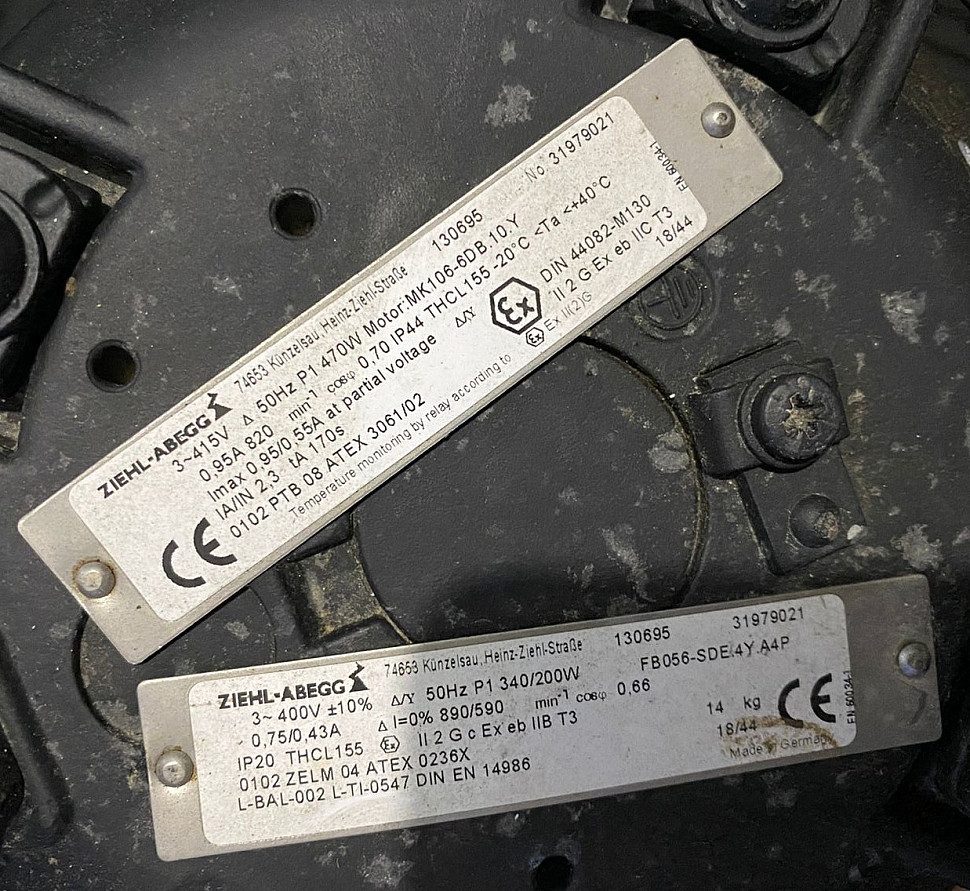 ZIEHL-ABEGG 74653 Künzelsau, Heinz-Ziehl-Straße 130695 No. 31979021
3~415V Δ 50Hz P1 470W Motor:MK106-6DB.10.Y
0,95A 820 min⁻¹ cosφ 0,70 IP44 THCL155 -20°C <Ta <+40°C
Imax 0,95/0,55A at partial voltage Δ/Y
IA/IN 2,3 tA 170s Ex DIN 44082-M130
0102 PTB 08 ATEX 3061/02 II 2 G Ex eb IIC T3
Temperature monitoring by relay according to Ex Ex II(2)G 18/44
CE
EN 60034-1
ZIEHL-ABEGG 74653 Künzelsau, Heinz-Ziehl-Straße 130695 31979021
3~ 400V ±10% Δ/Y 50Hz P1 340/200W FB056-SDE.4Y.A4P
0,75/0,43A Δ I=0% 890/590 min⁻¹ cosφ 0,66
IP20 THCL155 Ex II 2 G c Ex eb IIB T3 14 kg
0102 ZELM 04 ATEX 0236X 18/44
L-BAL-002 L-TI-0547 DIN EN 14986 Made in Germany
CE
EN 60034-1